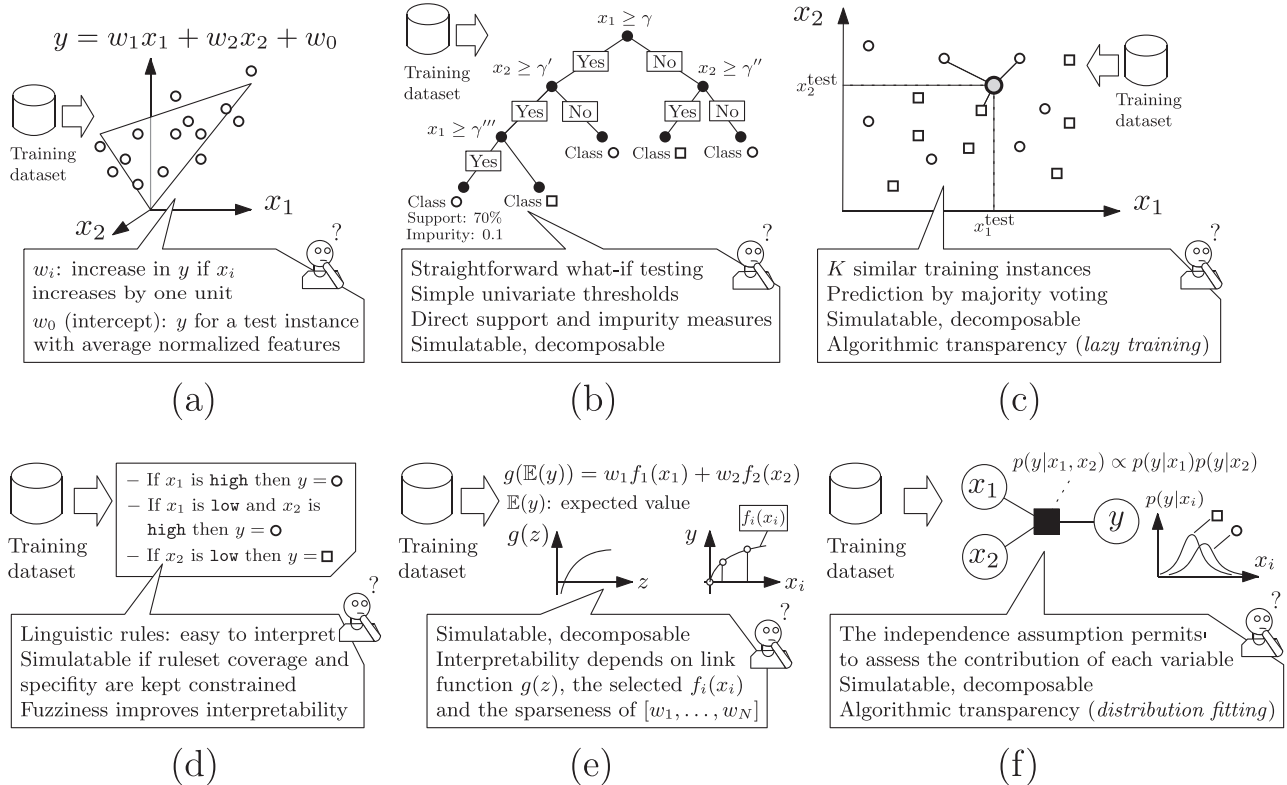 y = w₁x₁ + w₂x₂ + w₀
Training
dataset
x₁
x₂
?
wᵢ: increase in y if xᵢ
increases by one unit
w₀ (intercept): y for a test instance
with average normalized features
(a)
Training
dataset
x₁ ≥ γ
Yes
No
x₂ ≥ γ′
x₂ ≥ γ′′
Yes
No
Yes
No
x₁ ≥ γ′′′
Class
Class
Class
Yes
Class
Class
Support: 70%
Impurity: 0.1
?
Straightforward what-if testing
Simple univariate thresholds
Direct support and impurity measures
Simulatable, decomposable
(b)
x₂
x₂ᵗᵉˢᵗ
Training
dataset
x₁ᵗᵉˢᵗ
x₁
?
K similar training instances
Prediction by majority voting
Simulatable, decomposable
Algorithmic transparency (lazy training)
(c)
Training
dataset
– If x₁ is high then y =
– If x₁ is low and x₂ is
high then y =
– If x₂ is low then y =
?
Linguistic rules: easy to interpret
Simulatable if ruleset coverage and
specifity are kept constrained
Fuzziness improves interpretability
(d)
Training
dataset
g(𝔼(y)) = w₁f₁(x₁) + w₂f₂(x₂)
𝔼(y): expected value
g(z)
z
y
fᵢ(xᵢ)
xᵢ
?
Simulatable, decomposable
Interpretability depends on link
function g(z), the selected fᵢ(xᵢ)
and the sparseness of [w₁, . . . , w_N]
(e)
Training
dataset
p(y|x₁, x₂) ∝ p(y|x₁)p(y|x₂)
x₁
x₂
y
p(y|xᵢ)
xᵢ
?
The independence assumption permits
to assess the contribution of each variable
Simulatable, decomposable
Algorithmic transparency (distribution fitting)
(f)